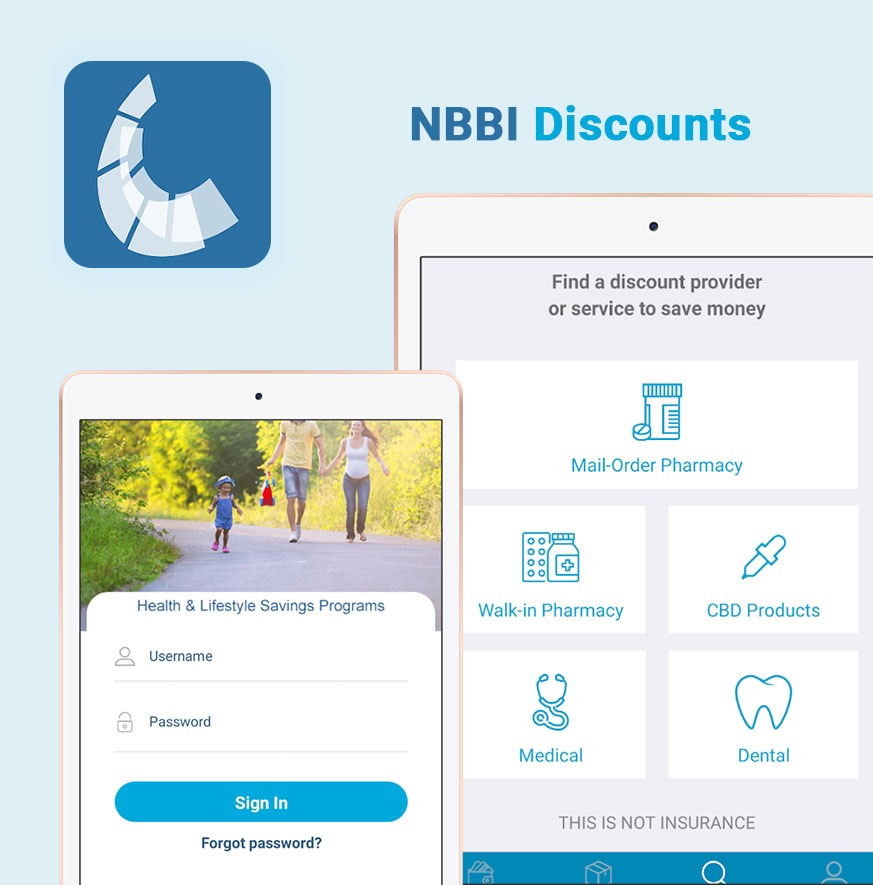 NBBI Discounts
Find a discount provider
or service to save money
Mail-Order Pharmacy
Walk-in Pharmacy
CBD Products
Medical
Dental
THIS IS NOT INSURANCE
Health & Lifestyle Savings Programs
Username
Password
Sign In
Forgot password?